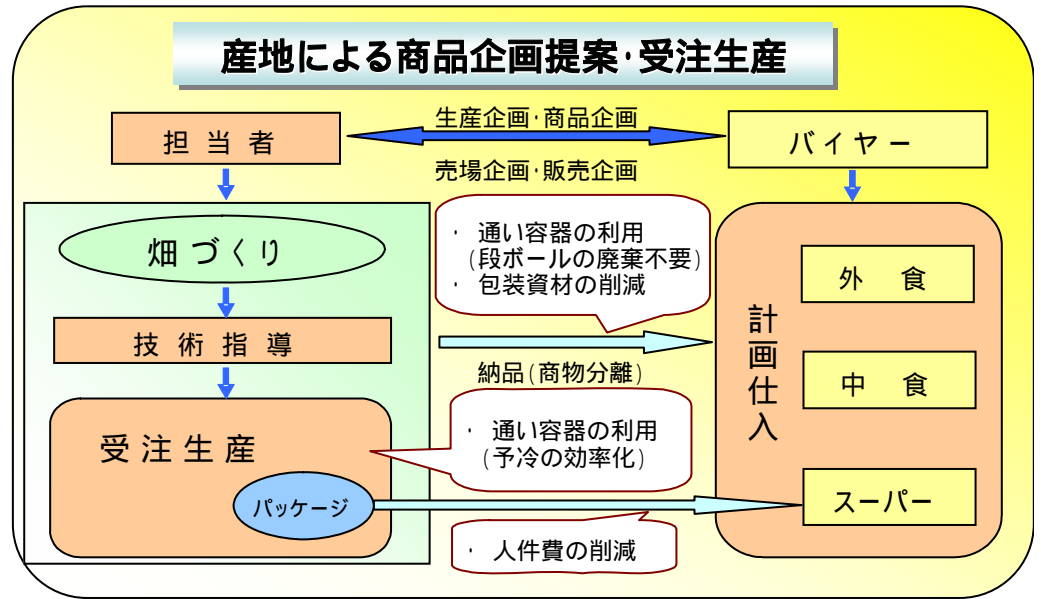 産地による商品企画提案・受注生産
担当者
生産企画・商品企画
バイヤー
売場企画・販売企画
畑づくり
・ 通い容器の利用
(段ボールの廃棄不要)
・ 包装資材の削減
外 食
技術指導
計画仕入
納品(商物分離)
中 食
受注生産
・ 通い容器の利用
(予冷の効率化)
パッケージ
スーパー
・ 人件費の削減